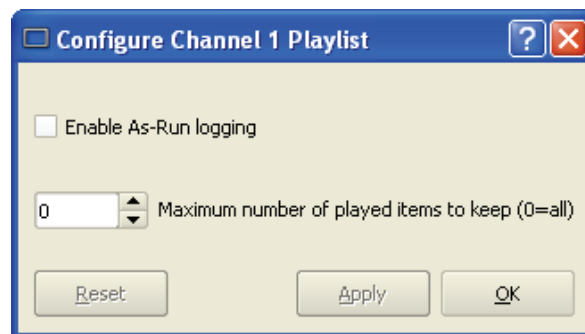 Configure Channel 1 Playlist
Enable As-Run logging
0 Maximum number of played items to keep (0=all)
Reset Apply OK